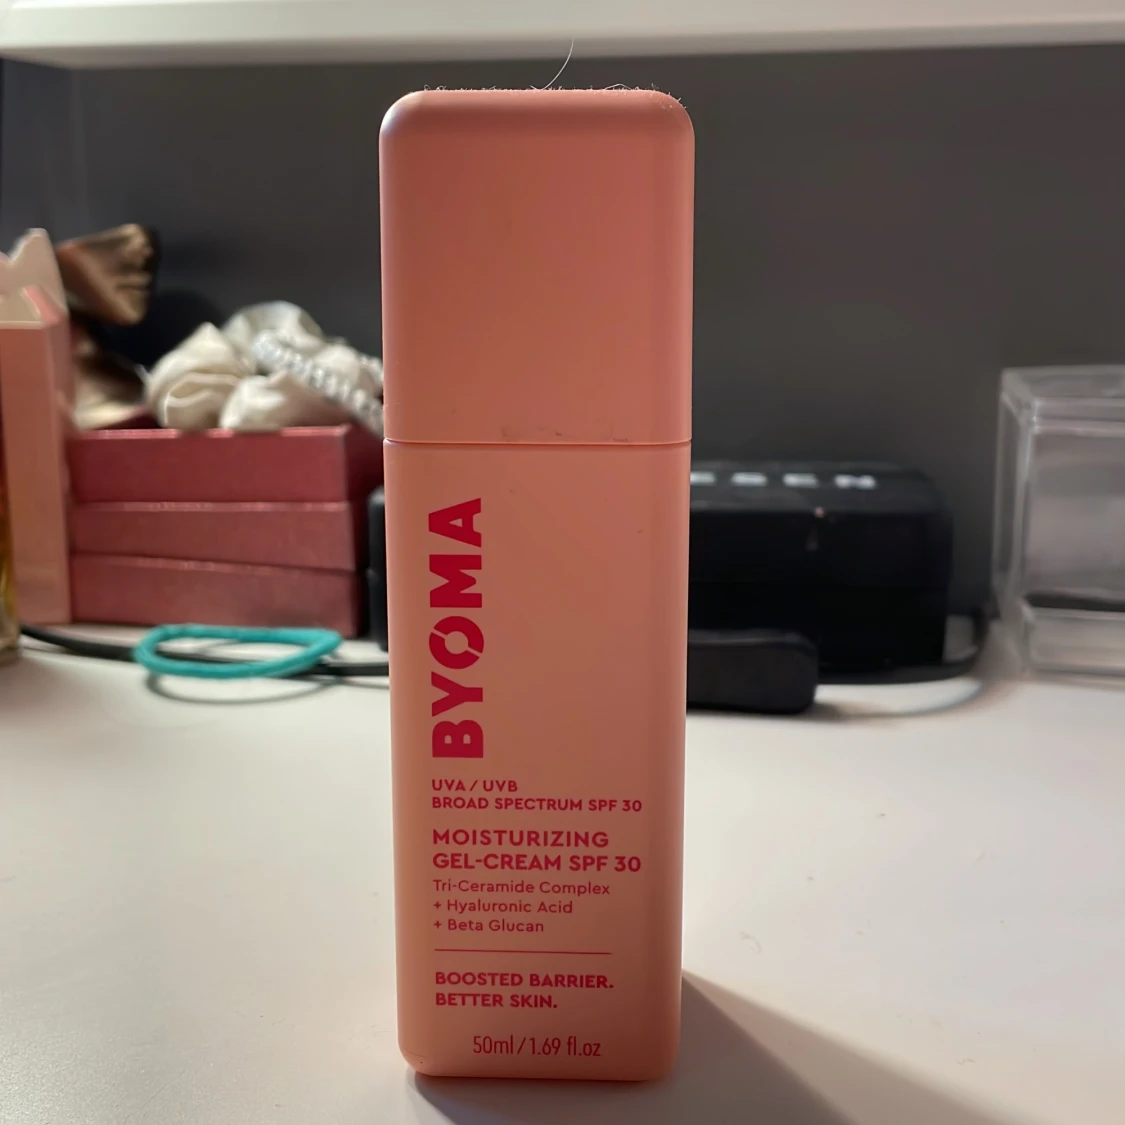 BYOMA
UVA / UVB
BROAD SPECTRUM SPF 30
MOISTURIZING
GEL-CREAM SPF 30
Tri-Ceramide Complex
+ Hyaluronic Acid
+ Beta Glucan
BOOSTED BARRIER.
BETTER SKIN.
50ml / 1.69 fl.oz